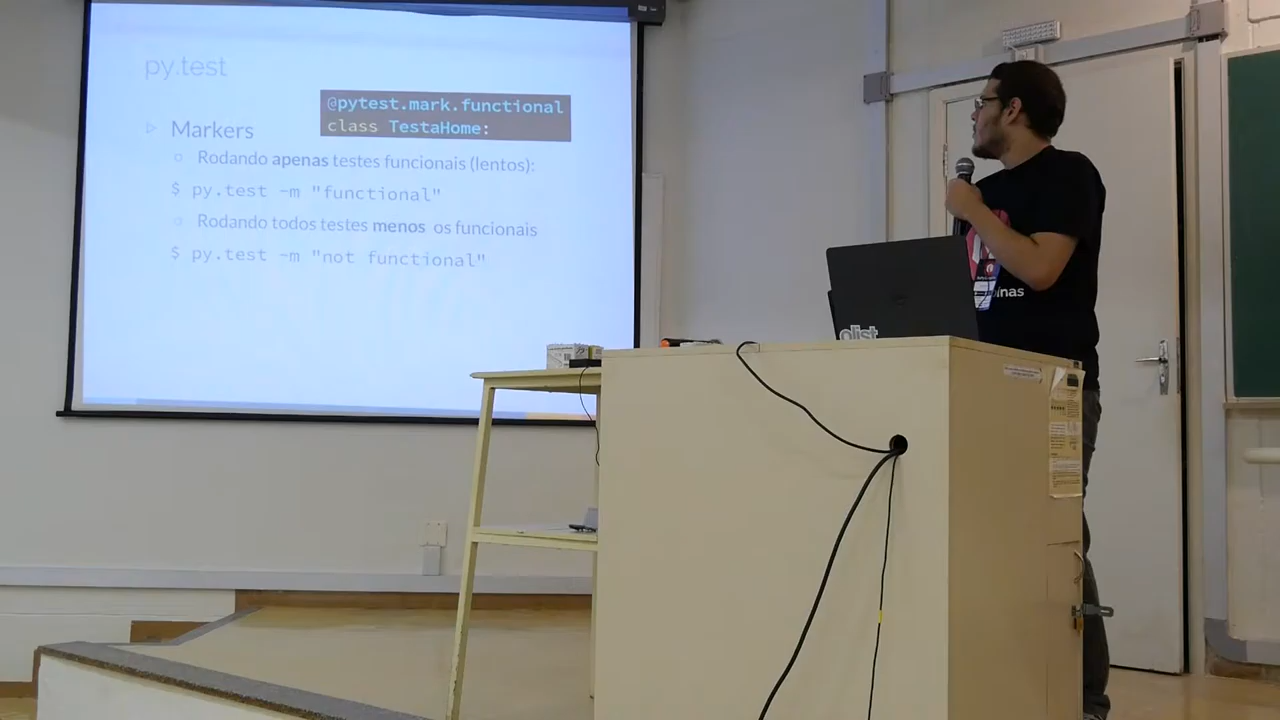 py.test
@pytest.mark.functional
class TestaHome:
Markers
Rodando apenas testes funcionais (lentos):
$ py.test -m "functional"
Rodando todos testes menos os funcionais
$ py.test -m "not functional"
olist
inas